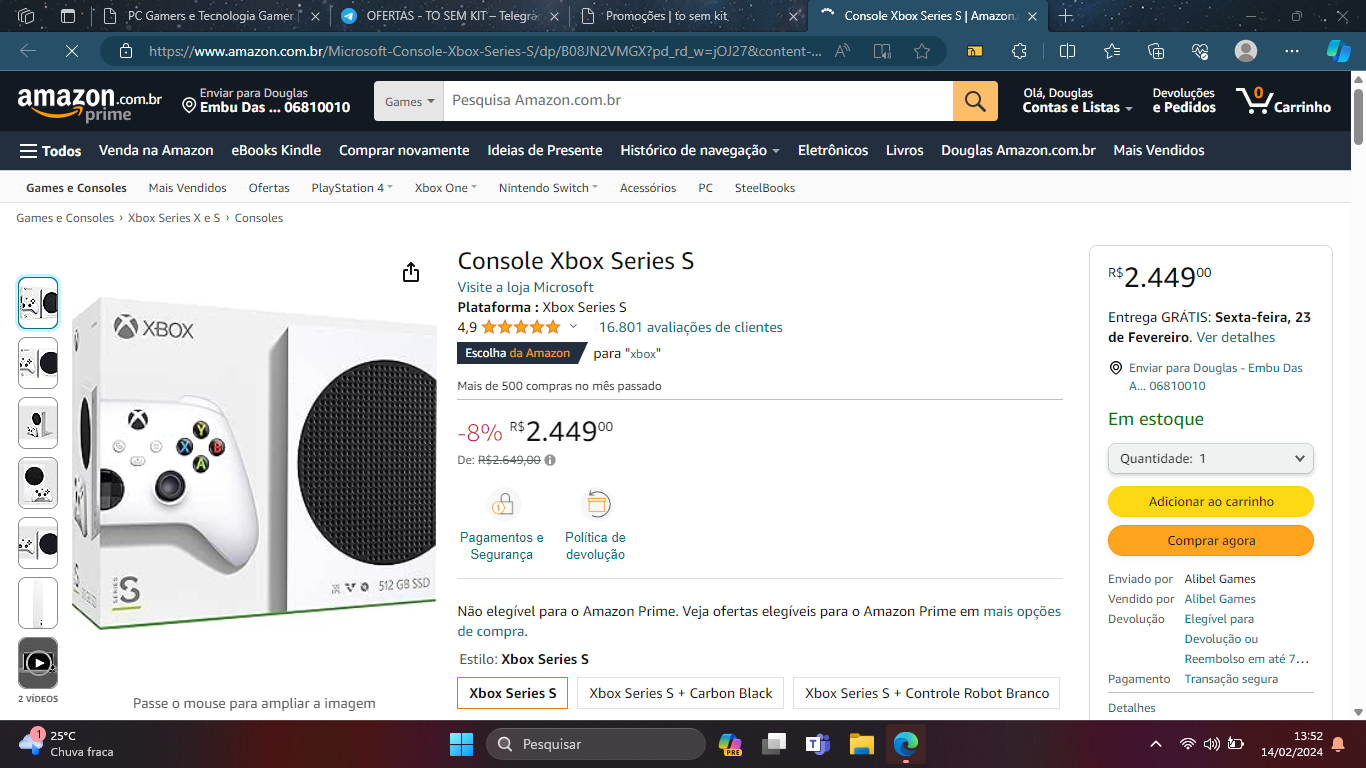 PC Gamers e Tecnologia Gamer
OFERTAS - TO SEM KIT – Telegra
Promoções | to sem kit
Console Xbox Series S | Amazon.
https://www.amazon.com.br/Microsoft-Console-Xbox-Series-S/dp/B08JN2VMGX?pd_rd_w=jOJ27&content-...
amazon.com.br
prime
Enviar para Douglas
Embu Das ... 06810010
Games
Pesquisa Amazon.com.br
Olá, Douglas
Contas e Listas
Devoluções
e Pedidos
0
Carrinho
Todos
Venda na Amazon
eBooks Kindle
Comprar novamente
Ideias de Presente
Histórico de navegação
Eletrônicos
Livros
Douglas Amazon.com.br
Mais Vendidos
Games e Consoles
Mais Vendidos
Ofertas
PlayStation 4
Xbox One
Nintendo Switch
Acessórios
PC
SteelBooks
Games e Consoles › Xbox Series X e S › Consoles
XBOX
Y
X
B
A
SERIES
S
512 GB SSD
2 VÍDEOS
Passe o mouse para ampliar a imagem
Console Xbox Series S
Visite a loja Microsoft
Plataforma : Xbox Series S
4,9
16.801 avaliações de clientes
Escolha da Amazon para "xbox"
Mais de 500 compras no mês passado
-8% R$2.44900
De: R$2.649,00
Pagamentos e
Segurança
Política de
devolução
Não elegível para o Amazon Prime. Veja ofertas elegíveis para o Amazon Prime em mais opções
de compra.
Estilo: Xbox Series S
Xbox Series S
Xbox Series S + Carbon Black
Xbox Series S + Controle Robot Branco
R$2.44900
Entrega GRÁTIS: Sexta-feira, 23
de Fevereiro. Ver detalhes
Enviar para Douglas - Embu Das
A... 06810010
Em estoque
Quantidade: 1
Adicionar ao carrinho
Comprar agora
Enviado por Alibel Games
Vendido por Alibel Games
Devolução Elegível para
Devolução ou
Reembolso em até 7...
Pagamento Transação segura
Detalhes
1
25°C
Chuva fraca
Pesquisar
PRE
13:52
14/02/2024